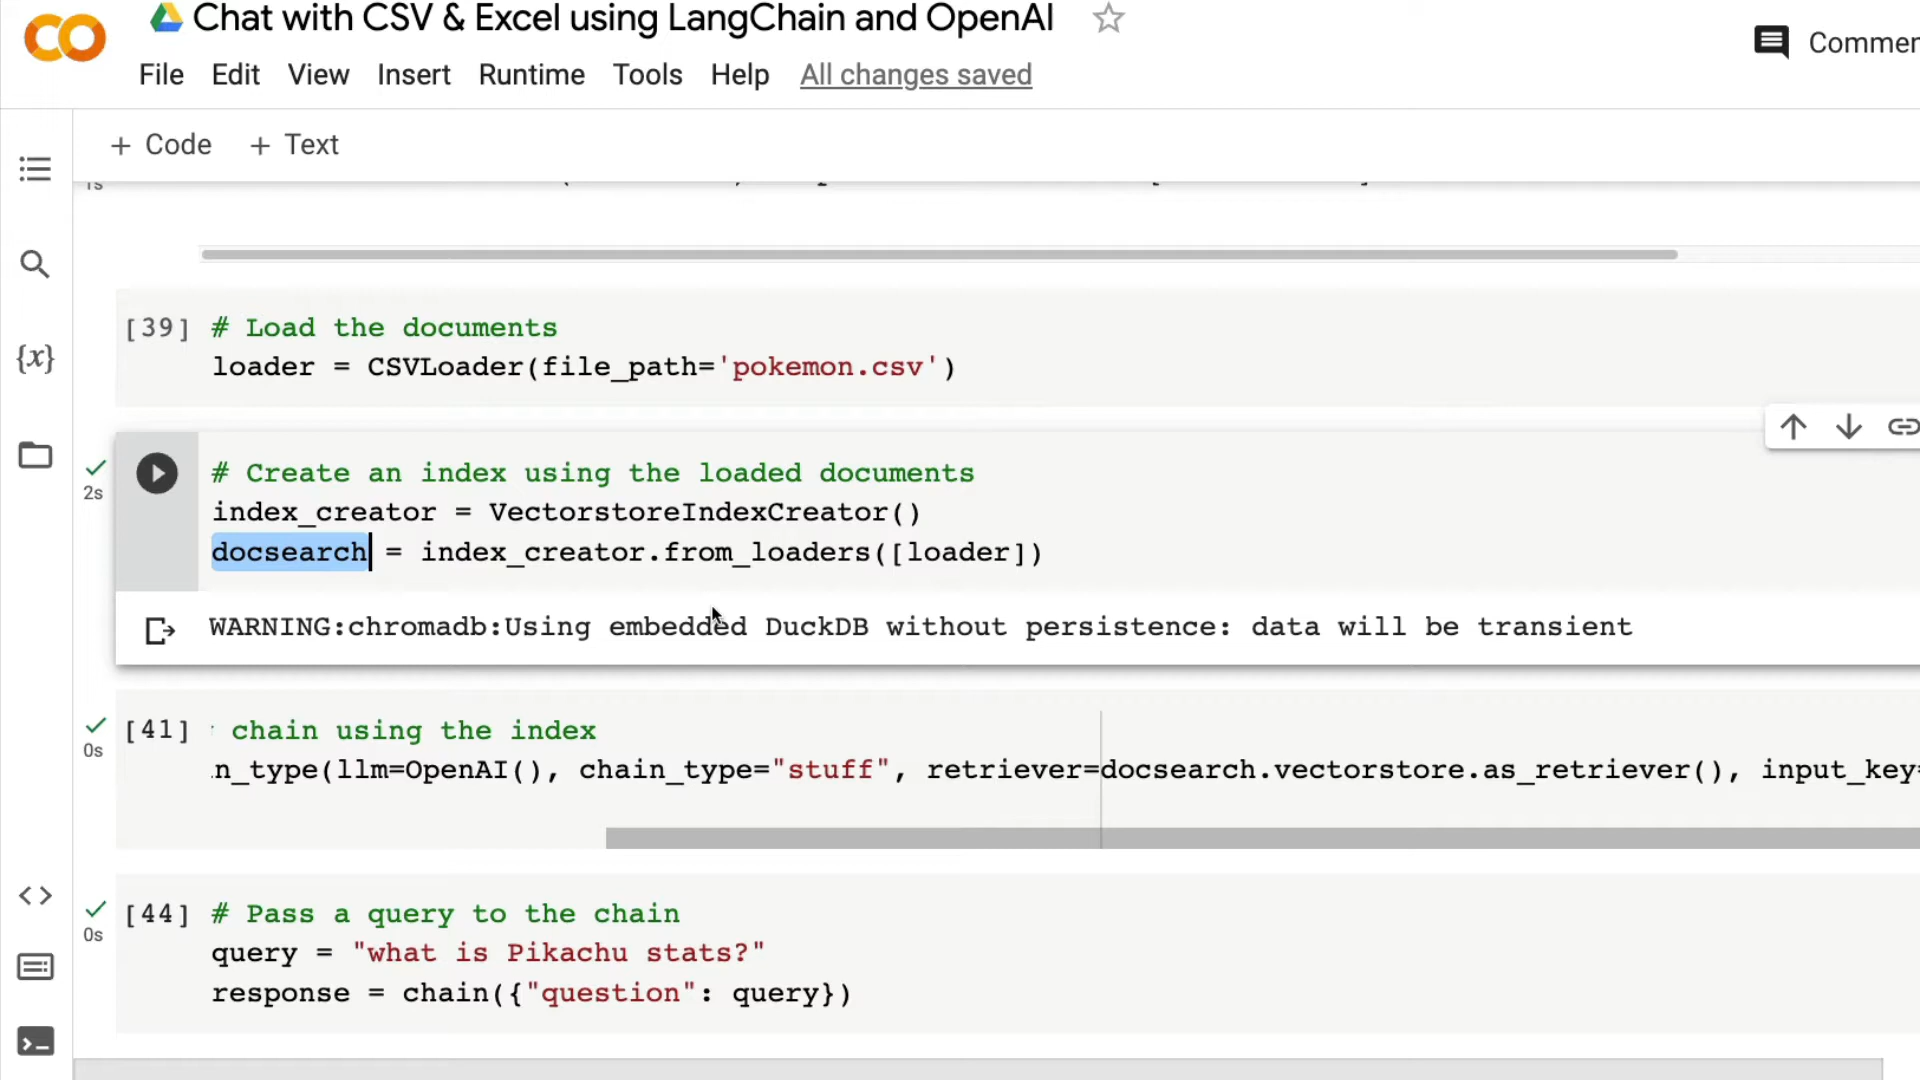 Chat with CSV & Excel using LangChain and OpenAI
Commen
File Edit View Insert Runtime Tools Help All changes saved
+ Code + Text
1s
[39] # Load the documents
loader = CSVLoader(file_path='pokemon.csv')
2s
# Create an index using the loaded documents
index_creator = VectorstoreIndexCreator()
docsearch = index_creator.from_loaders([loader])
WARNING:chromadb:Using embedded DuckDB without persistence: data will be transient
0s
[41] chain using the index
n_type(llm=OpenAI(), chain_type="stuff", retriever=docsearch.vectorstore.as_retriever(), input_key=
0s
[44] # Pass a query to the chain
query = "what is Pikachu stats?"
response = chain({"question": query})